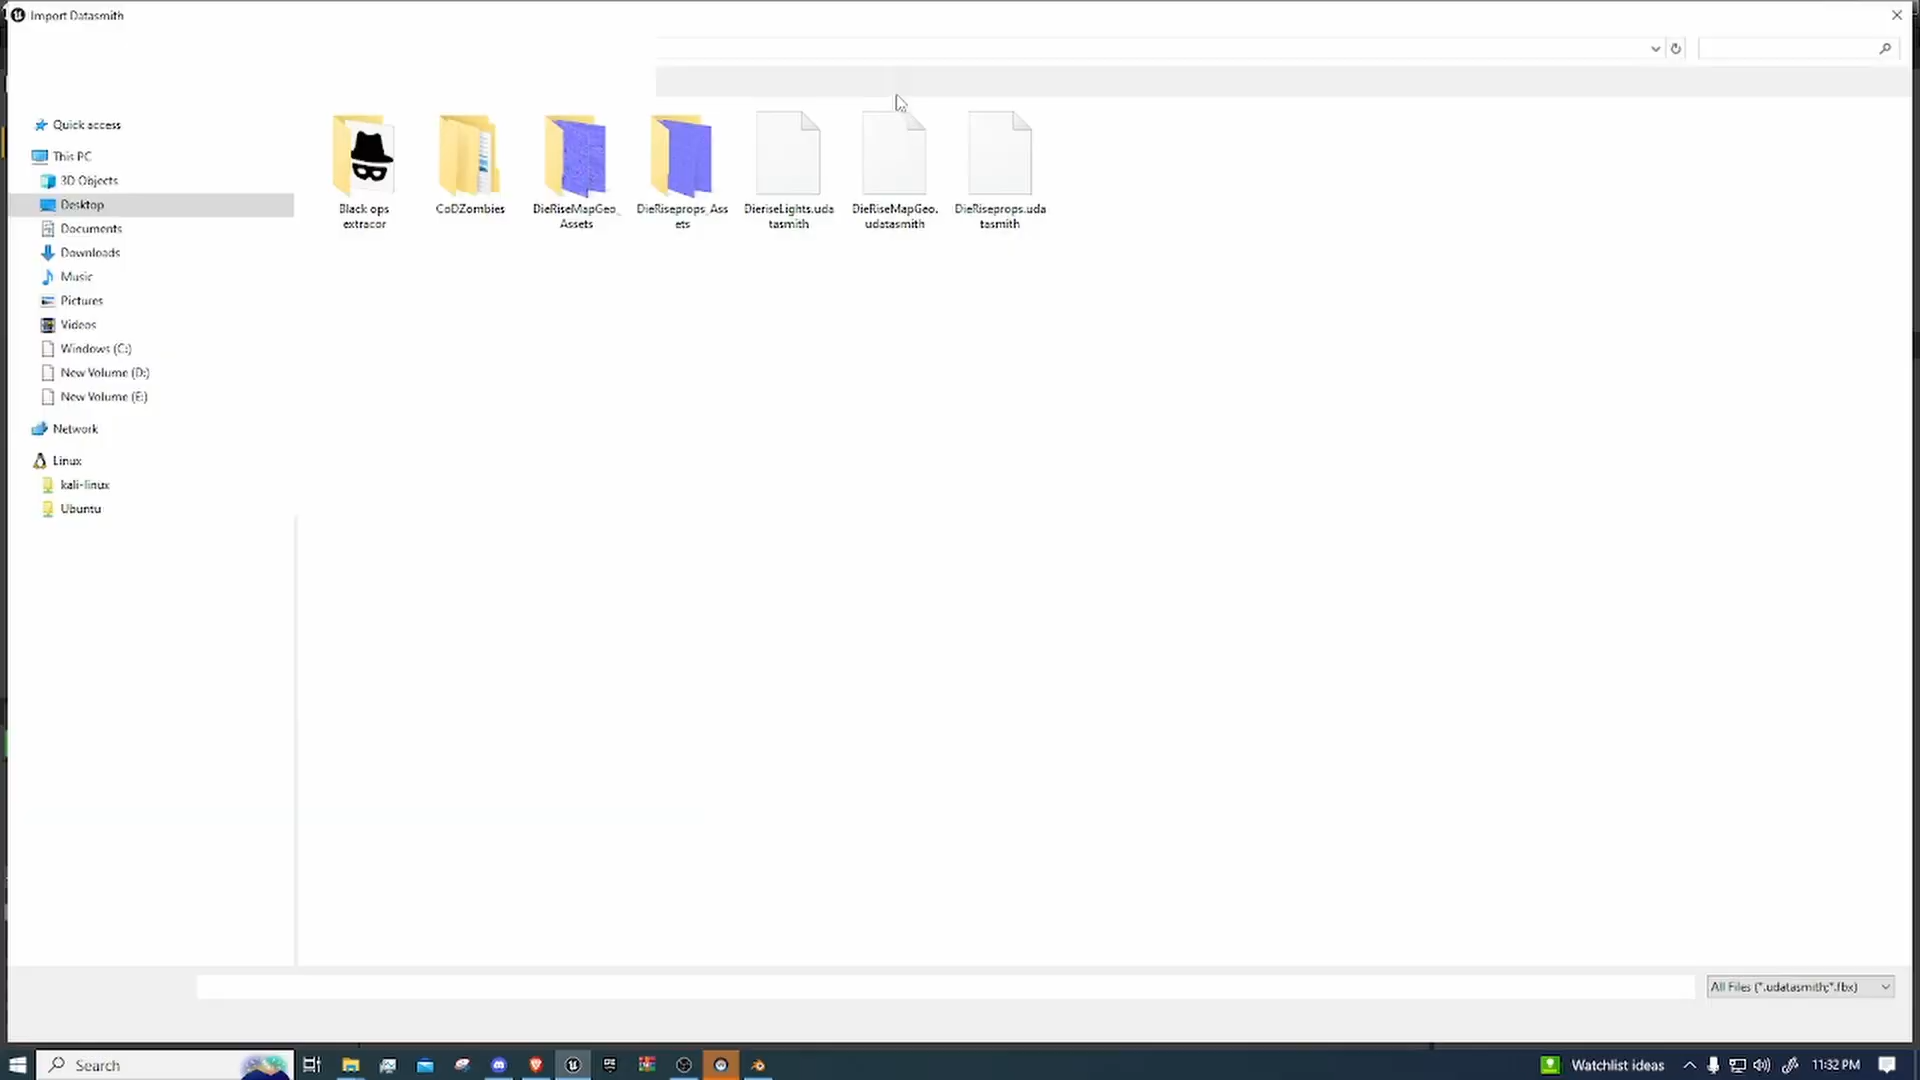 Import Datasmith
Quick access
This PC
3D Objects
Desktop
Documents
Downloads
Music
Pictures
Videos
Windows (C:)
New Volume (D:)
New Volume (E:)
Network
Linux
kali-linux
Ubuntu
Black ops
extracor
CoDZombies
DieRiseMapGeo_
Assets
DieRiseprops_Ass
ets
DieriseLights.uda
tasmith
DieRiseMapGeo.
udatasmith
DieRiseprops.uda
tasmith
All Files (*.udatasmith;*.fbx)
Search
Watchlist ideas
11:32 PM